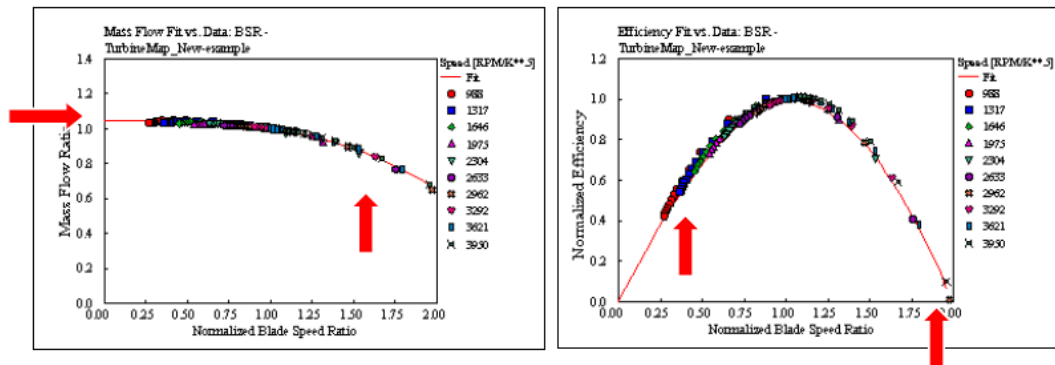 Mass Flow Fit vs. Data: BSR -
TurbineMap_New-example
Speed [RPM/K**.5]
Fit
988
1317
1646
1975
2304
2633
2962
3292
3621
3950
Mass Flow Ratio
1.4
1.2
1.0
0.8
0.6
0.4
0.2
0.0
0.00 0.25 0.50 0.75 1.00 1.25 1.50 1.75 2.00
Normalized Blade Speed Ratio
Efficiency Fit vs. Data: BSR -
TurbineMap_New-example
Speed [RPM/K**.5]
Fit
988
1317
1646
1975
2304
2633
2962
3292
3621
3950
Normalized Efficiency
1.2
1.0
0.8
0.6
0.4
0.2
0.0
0.00 0.25 0.50 0.75 1.00 1.25 1.50 1.75 2.00
Normalized Blade Speed Ratio